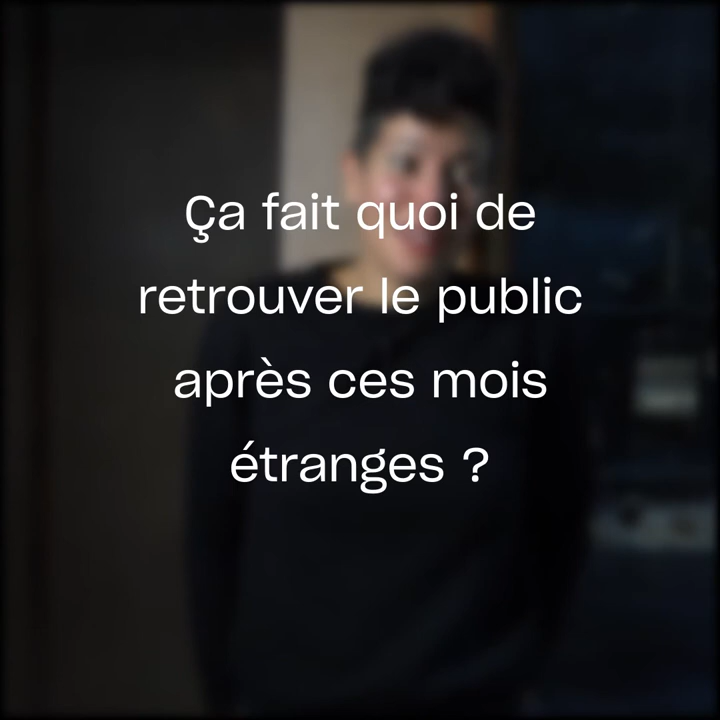 Ça fait quoi de
retrouver le public
après ces mois
étranges ?